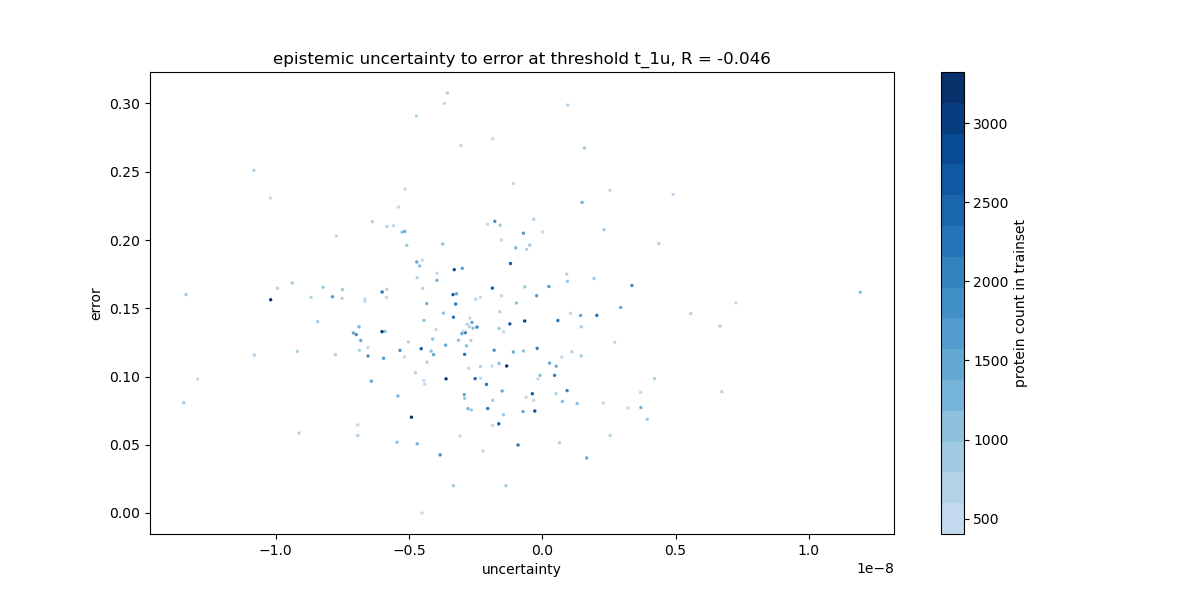 epistemic uncertainty to error at threshold t_1u, R = -0.046
error
0.30
0.25
0.20
0.15
0.10
0.05
0.00
−1.0 −0.5 0.0 0.5 1.0
uncertainty
1e−8
3000
2500
2000
1500
1000
500
protein count in trainset